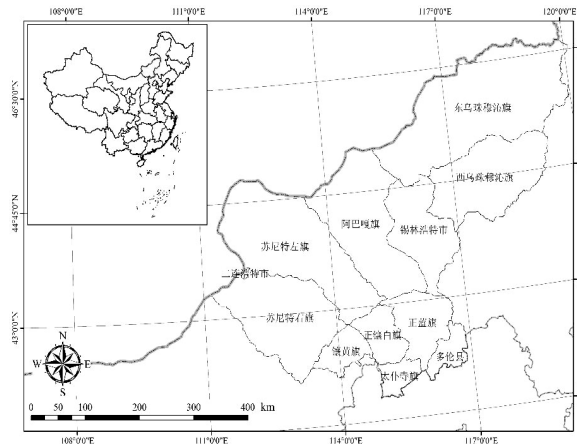 108°0'0"E
111°0'0"E
114°0'0"E
117°0'0"E
120°0'0"E
46°30'0"N
44°45'0"N
43°0'0"N
东乌珠穆沁旗
西乌珠穆沁旗
阿巴嘎旗
锡林浩特市
苏尼特左旗
二连浩特市
苏尼特右旗
正镶白旗
正蓝旗
镶黄旗
多伦县
太仆寺旗
N
W
E
S
0 50 100 200 300 400 km
108°0'0"E
111°0'0"E
114°0'0"E
117°0'0"E